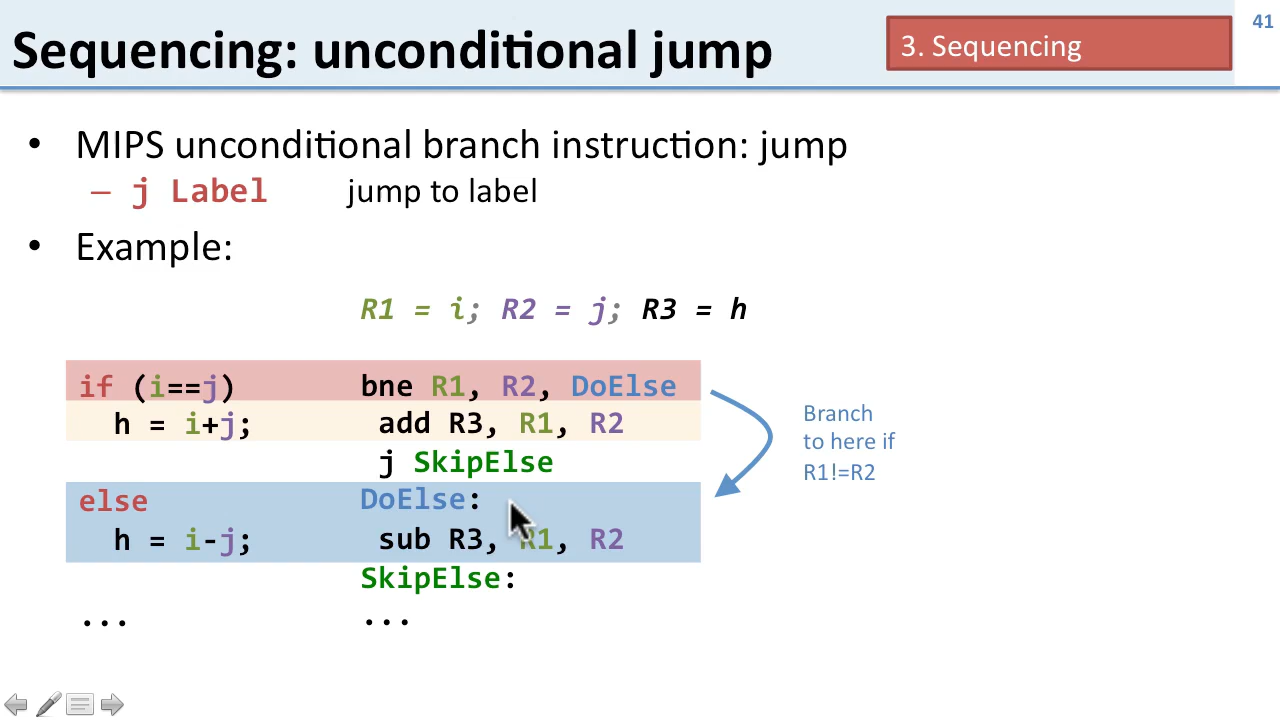 Sequencing: unconditional jump
3. Sequencing
41
• MIPS unconditional branch instruction: jump
– j Label jump to label
• Example:
R1 = i; R2 = j; R3 = h
if (i==j) bne R1, R2, DoElse
h = i+j; add R3, R1, R2
j SkipElse
else DoElse:
h = i-j; sub R3, R1, R2
SkipElse:
... ...
Branch
to here if
R1!=R2